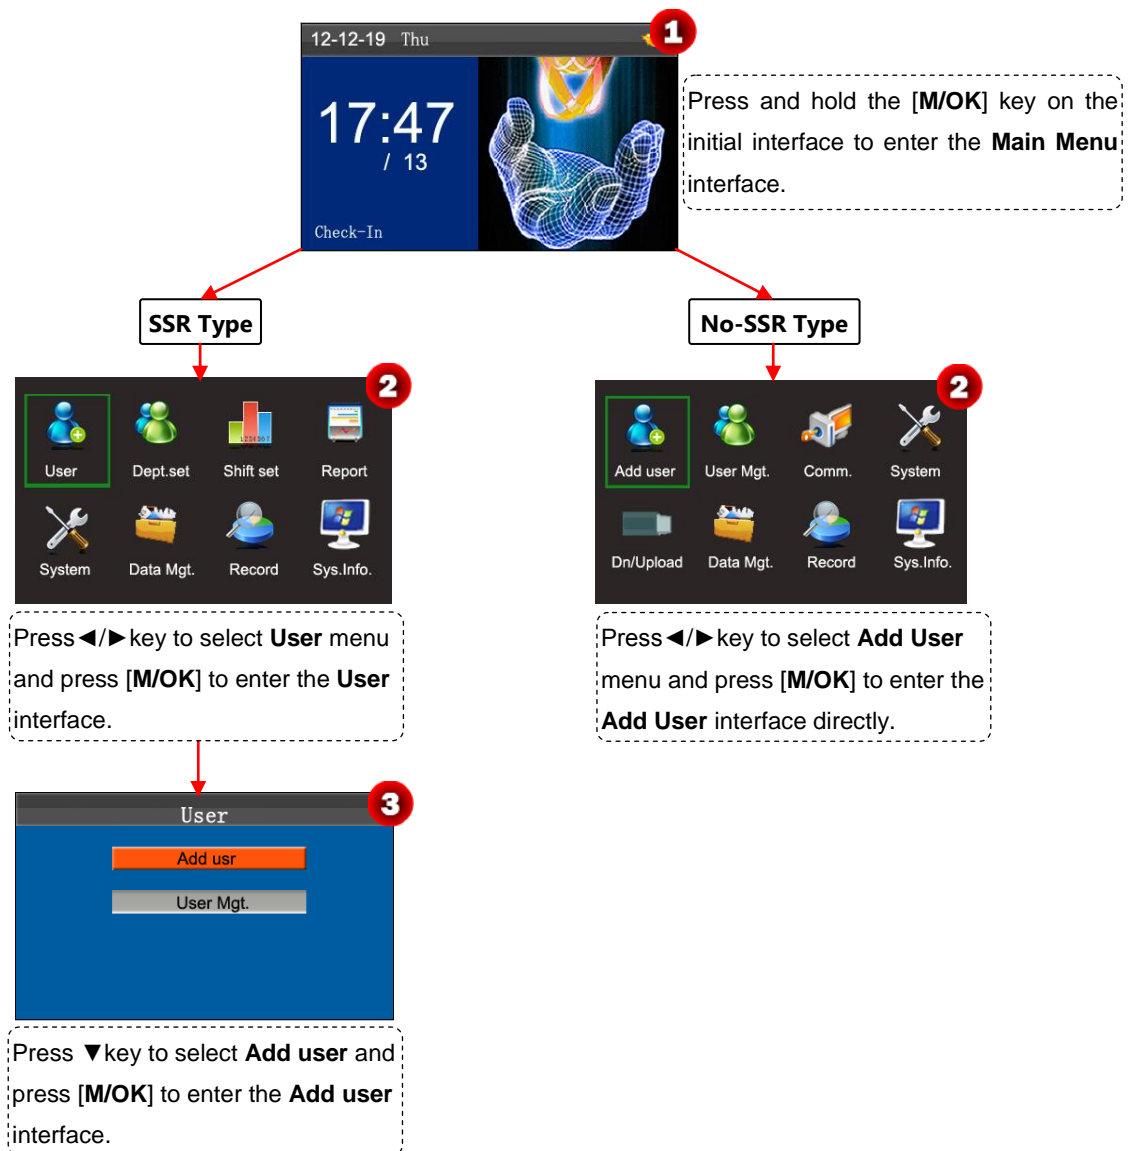 12-12-19 Thu
1
17:47
/ 13
Check-In
Press and hold the [M/OK] key on the
initial interface to enter the Main Menu
interface.
SSR Type
No-SSR Type
2
User Dept.set Shift set Report
System Data Mgt. Record Sys.Info.
2
Add user User Mgt. Comm. System
Dn/Upload Data Mgt. Record Sys.Info.
Press◄/►key to select User menu
and press [M/OK] to enter the User
interface.
Press◄/►key to select Add User
menu and press [M/OK] to enter the
Add User interface directly.
3
User
Add usr
User Mgt.
Press ▼key to select Add user and
press [M/OK] to enter the Add user
interface.